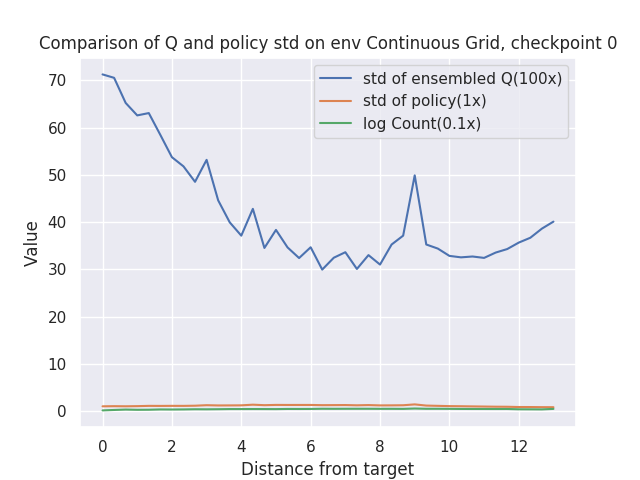 Comparison of Q and policy std on env Continuous Grid, checkpoint 0
std of ensembled Q(100x)
std of policy(1x)
log Count(0.1x)
Value
70
60
50
40
30
20
10
0
0 2 4 6 8 10 12
Distance from target